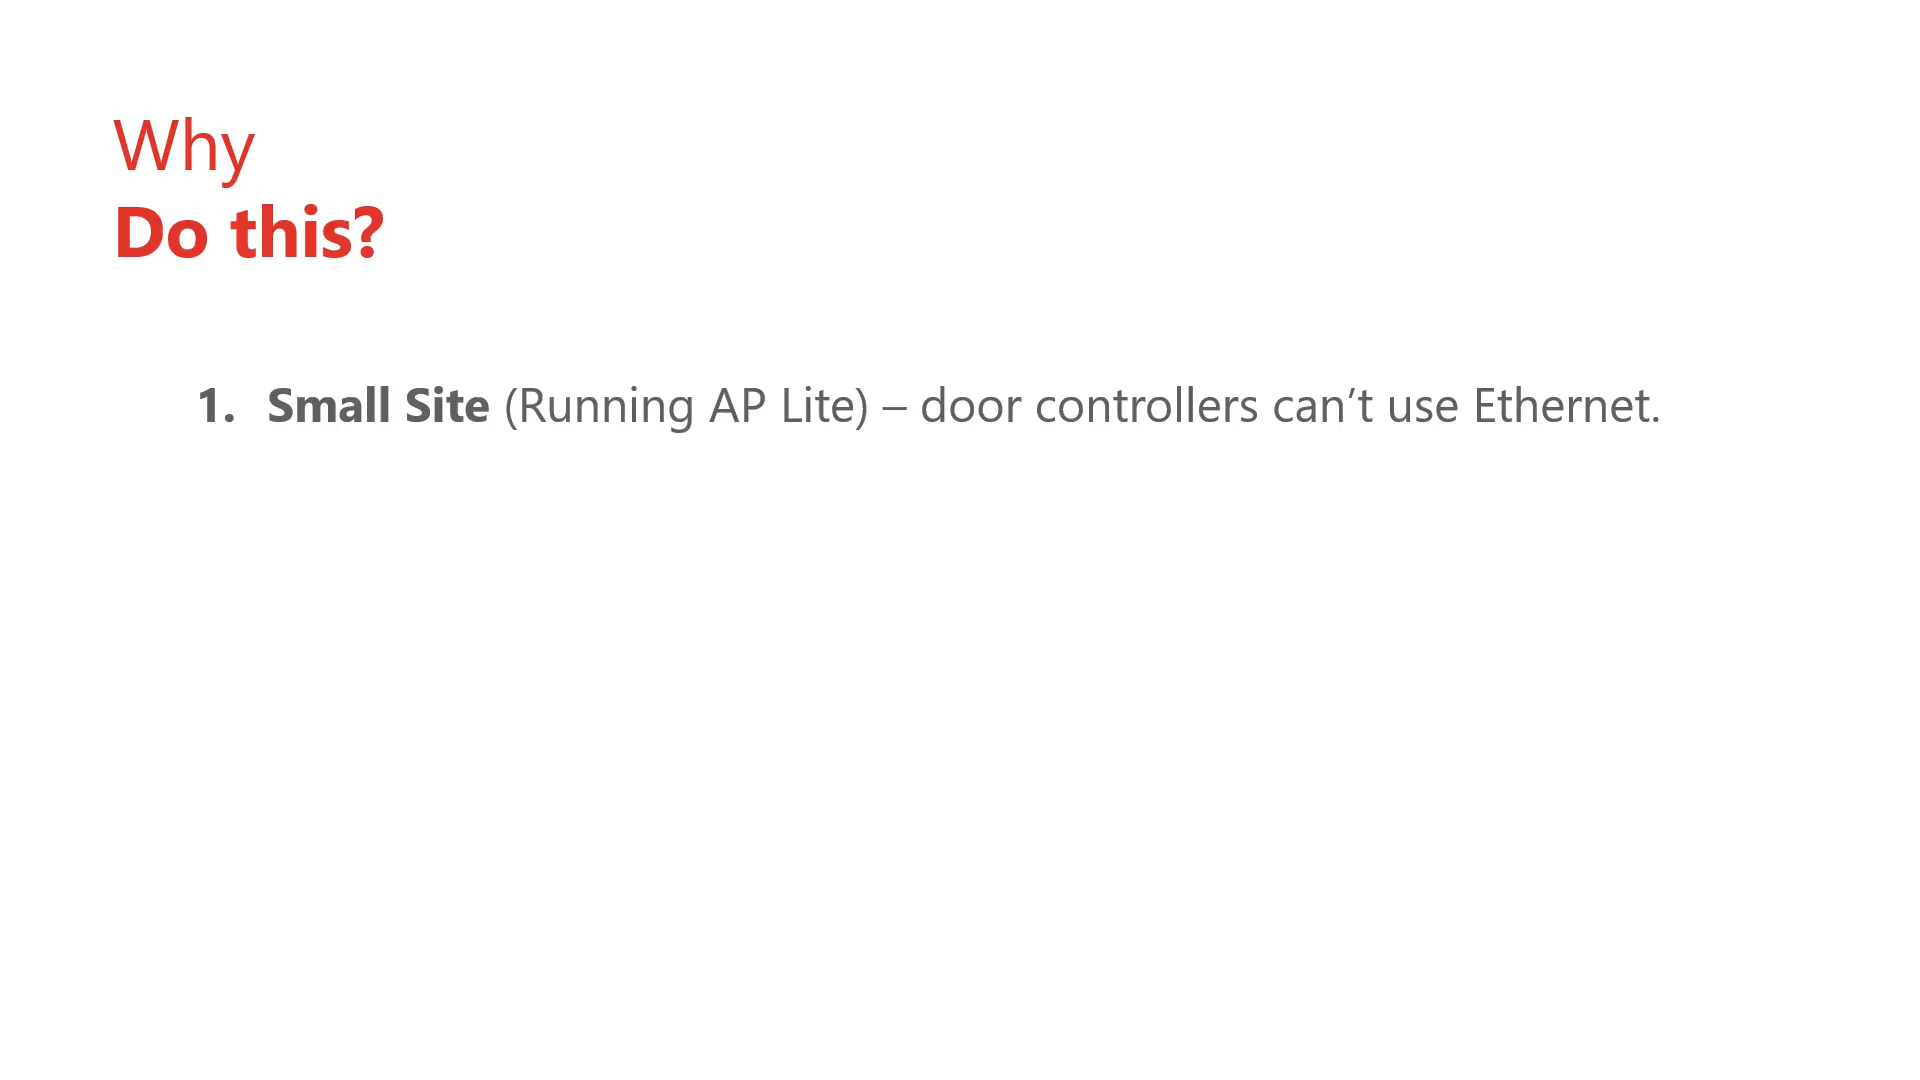 Why
Do this?
1. Small Site (Running AP Lite) – door controllers can’t use Ethernet.